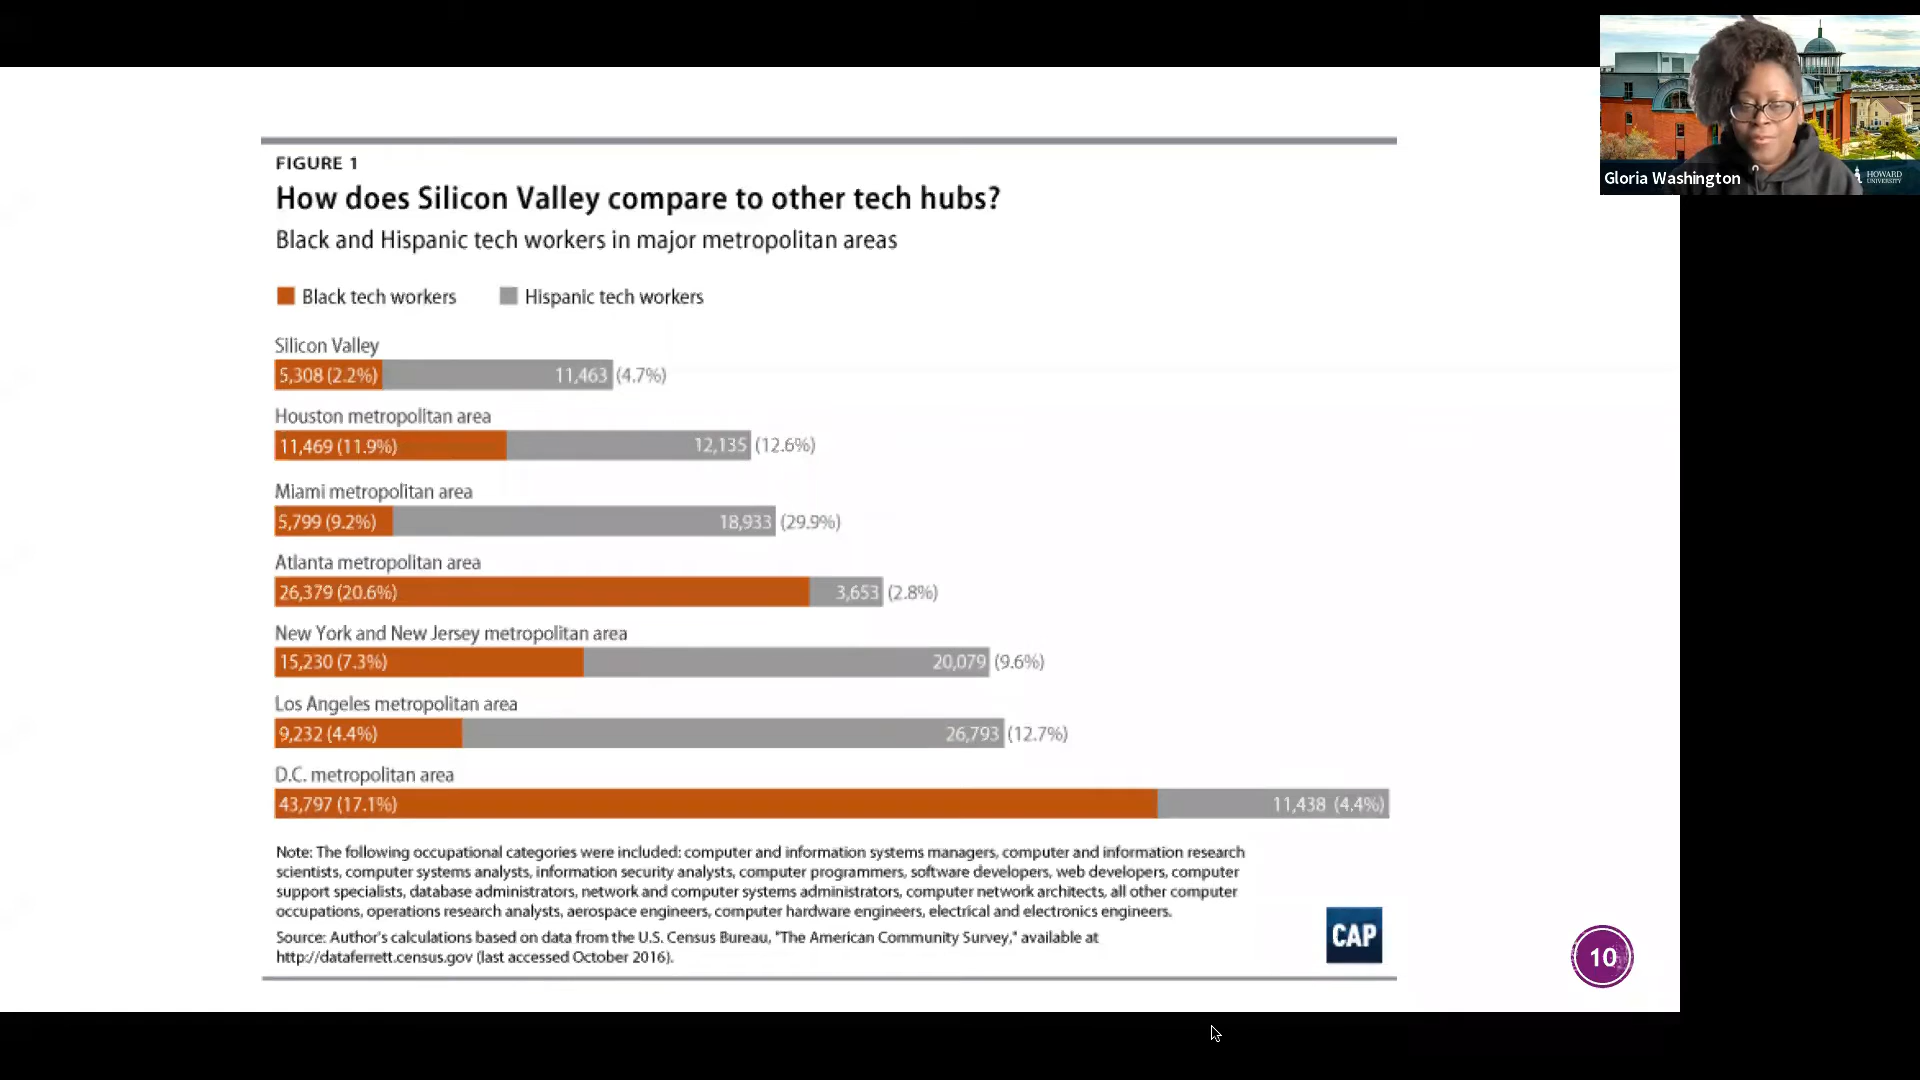 FIGURE 1
How does Silicon Valley compare to other tech hubs?
Black and Hispanic tech workers in major metropolitan areas
Black tech workers Hispanic tech workers
Silicon Valley
5,308 (2.2%) 11,463 (4.7%)
Houston metropolitan area
11,469 (11.9%) 12,135 (12.6%)
Miami metropolitan area
5,799 (9.2%) 18,933 (29.9%)
Atlanta metropolitan area
26,379 (20.6%) 3,653 (2.8%)
New York and New Jersey metropolitan area
15,230 (7.3%) 20,079 (9.6%)
Los Angeles metropolitan area
9,232 (4.4%) 26,793 (12.7%)
D.C. metropolitan area
43,797 (17.1%) 11,438 (4.4%)
Note: The following occupational categories were included: computer and information systems managers, computer and information research
scientists, computer systems analysts, information security analysts, computer programmers, software developers, web developers, computer
support specialists, database administrators, network and computer systems administrators, computer network architects, all other computer
occupations, operations research analysts, aerospace engineers, computer hardware engineers, electrical and electronics engineers.
Source: Author's calculations based on data from the U.S. Census Bureau, "The American Community Survey," available at
http://dataferrett.census.gov (last accessed October 2016).
CAP
10
Gloria Washington
HOWARD
UNIVERSITY